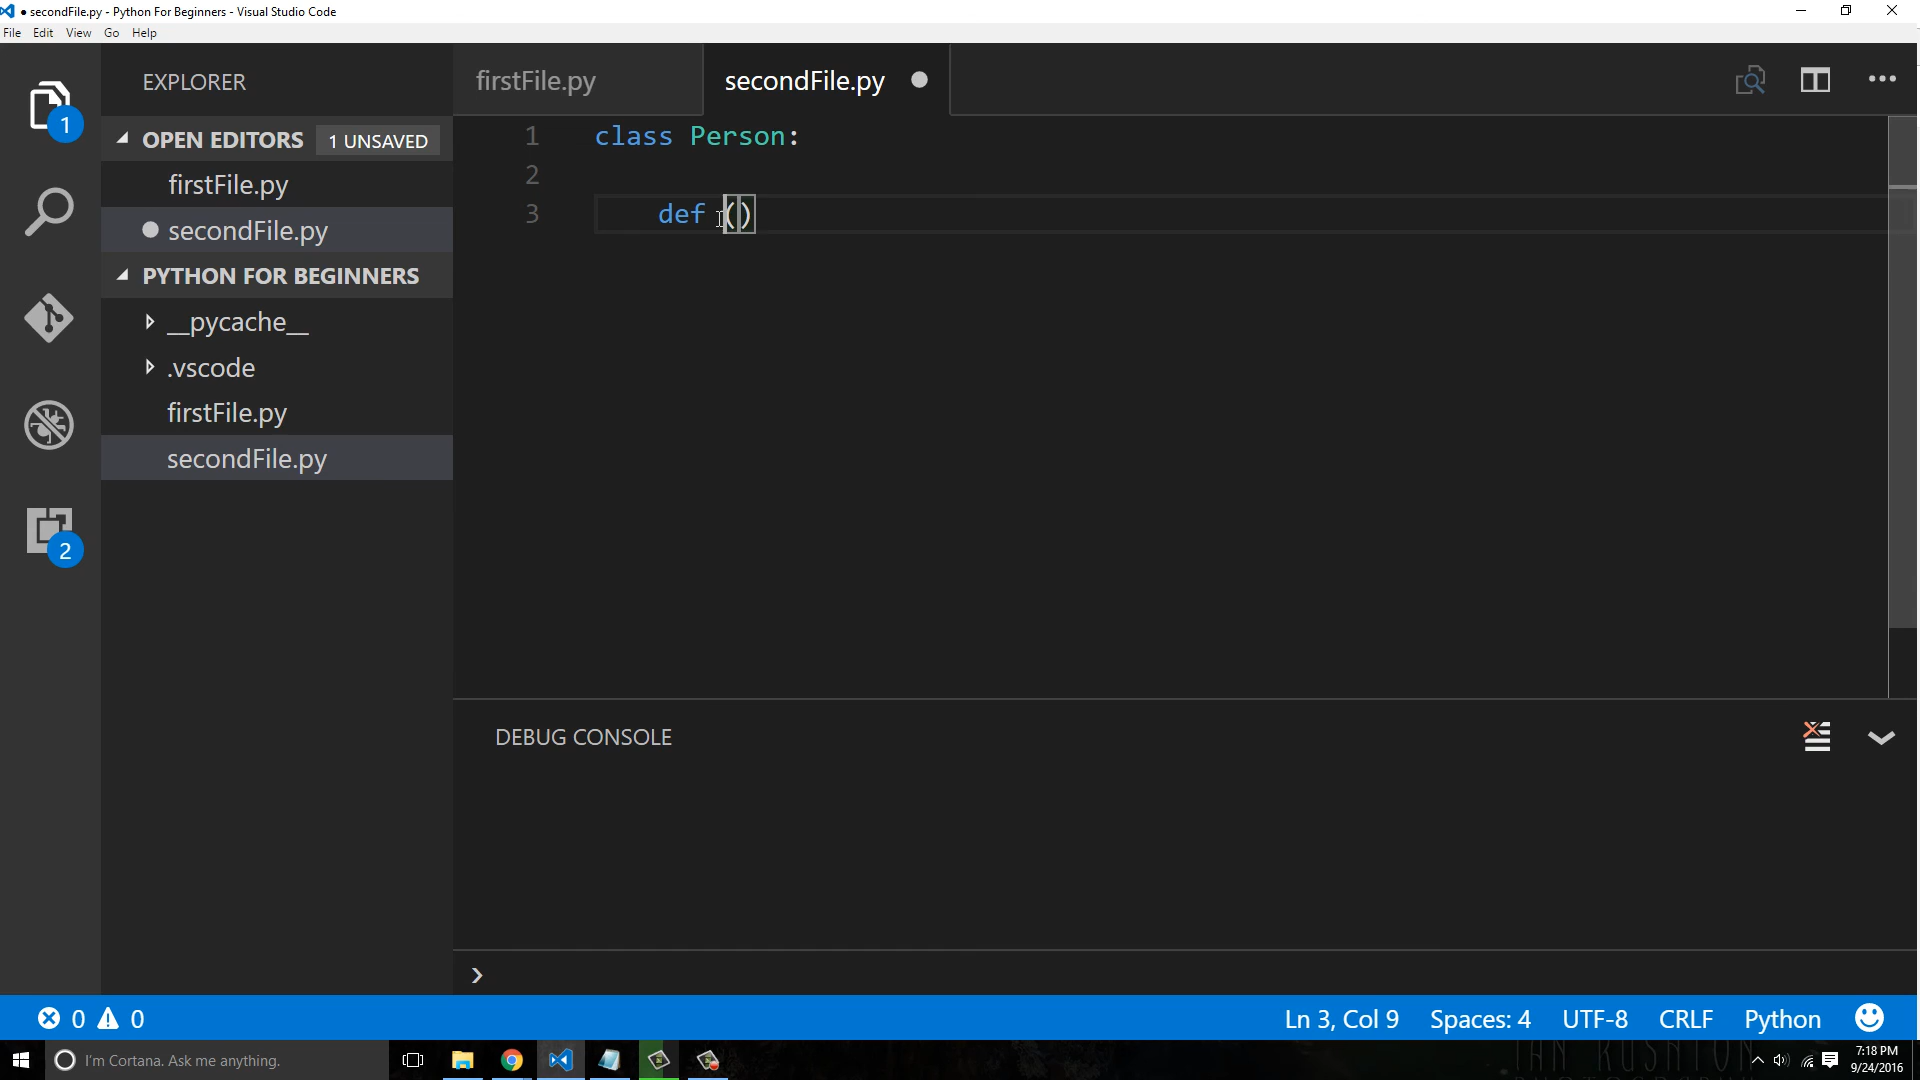 ● secondFile.py - Python For Beginners - Visual Studio Code
File Edit View Go Help
EXPLORER
OPEN EDITORS 1 UNSAVED
firstFile.py
secondFile.py
PYTHON FOR BEGINNERS
__pycache__
.vscode
firstFile.py
secondFile.py
1
2
firstFile.py secondFile.py
1 class Person:
2
3 def ()
DEBUG CONSOLE
0 0 Ln 3, Col 9 Spaces: 4 UTF-8 CRLF Python
I'm Cortana. Ask me anything.
IAN RUSHTON
7:18 PM
9/24/2016